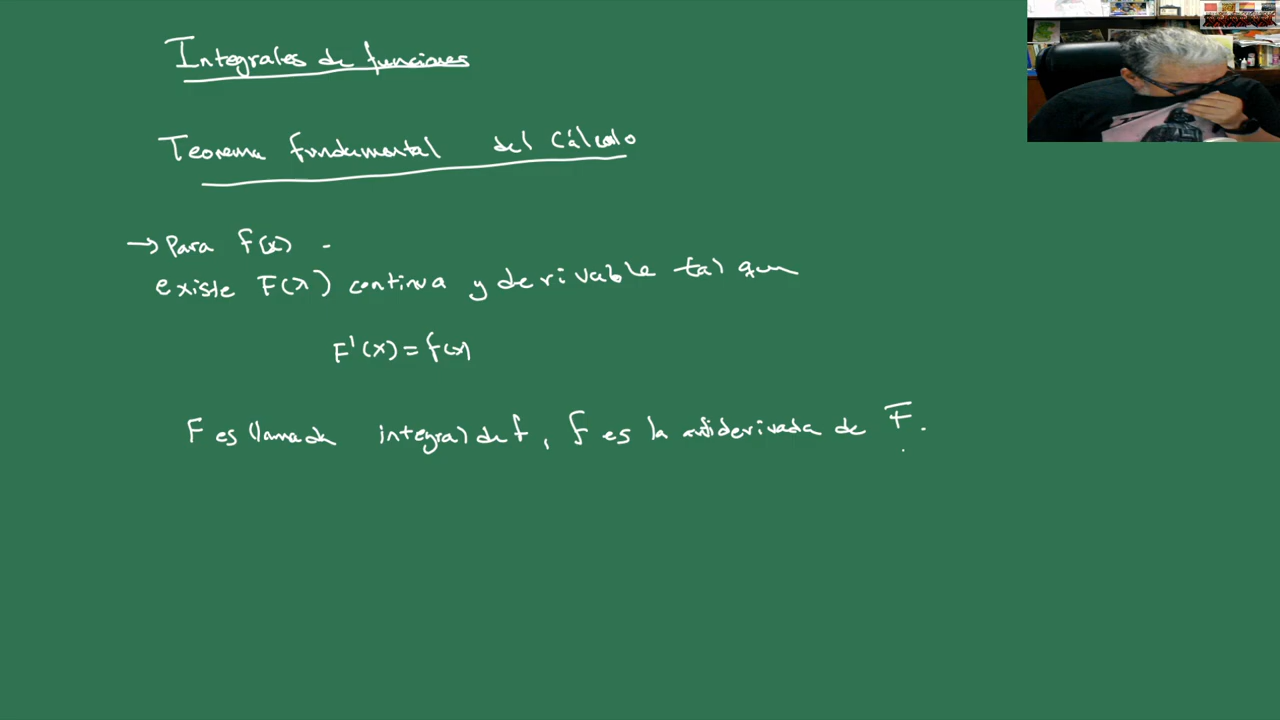 Integrales de funciones
Teorema fundamental del Cálculo
→ Para f(x) -
existe F(x) continua y derivable tal que
F'(x) = f(x)
F es llamada integral de f, f es la antiderivada de F.